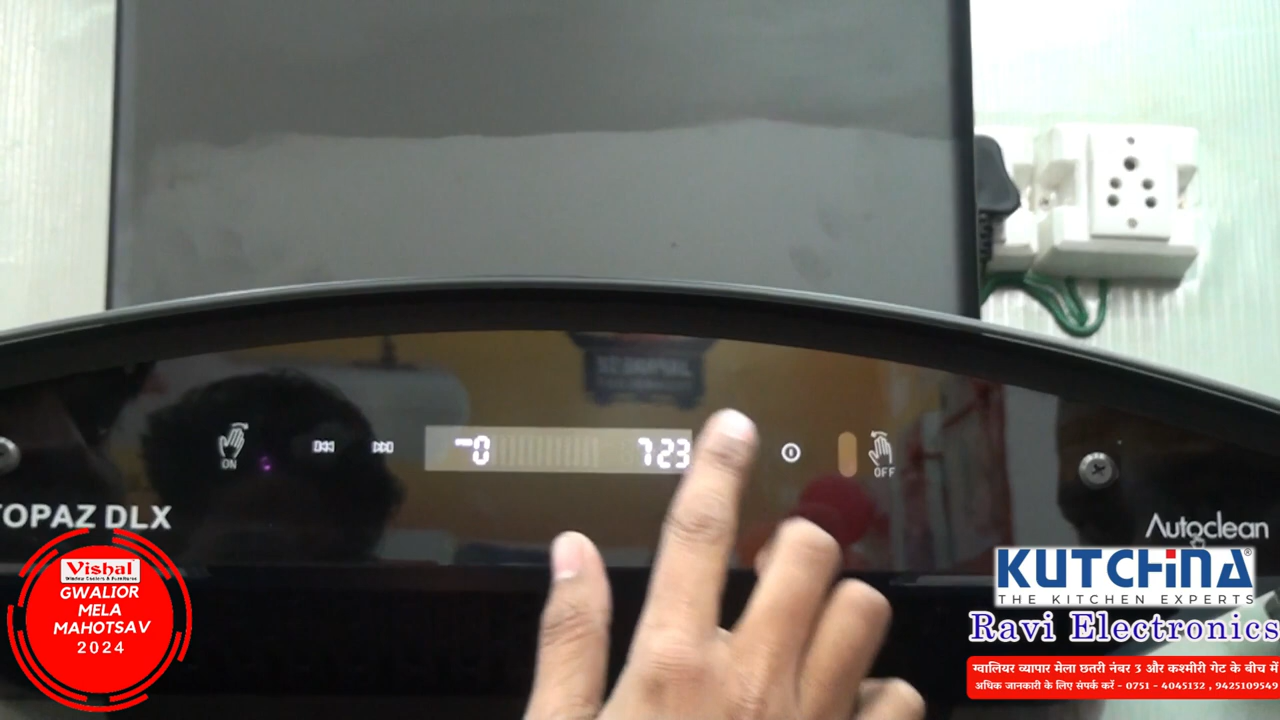 ON
-0
723
OFF
TOPAZ DLX
Autoclean
Vishal
GWALIOR
MELA
MAHOTSAV
2024
KUTCHINA
THE KITCHEN EXPERTS
Ravi Electronics
ग्वालियर व्यापार मेला छतरी नंबर 3 और कश्मीरी गेट के बीच में
अधिक जानकारी के लिए संपर्क करें - 0751 - 4045132 , 9425109549